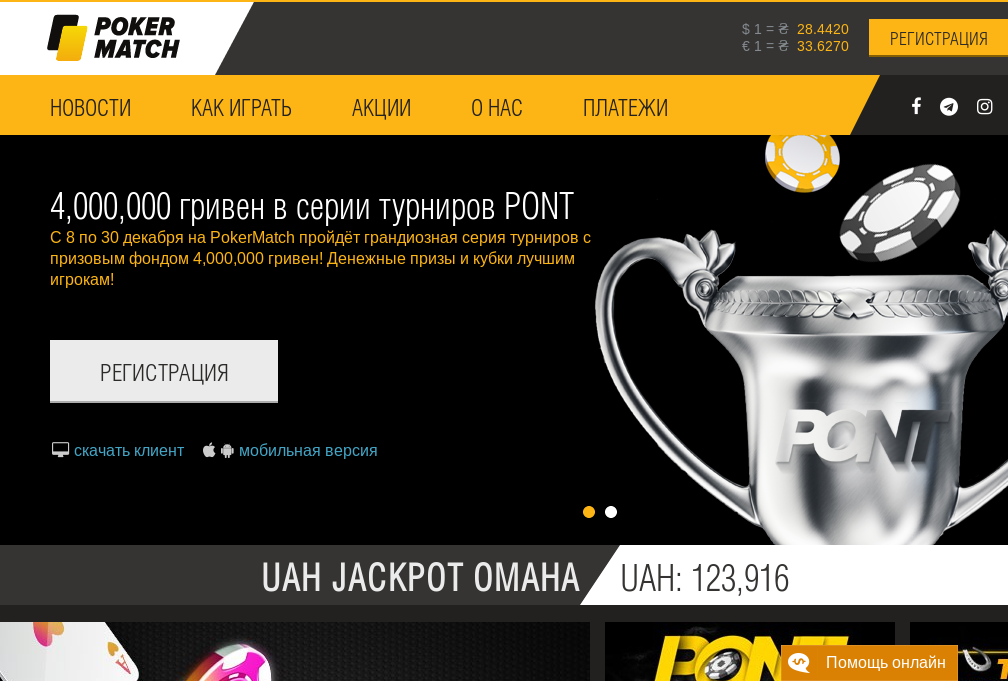 POKER
MATCH
$ 1 = ₴ 28.4420
€ 1 = ₴ 33.6270
РЕГИСТРАЦИЯ
НОВОСТИ КАК ИГРАТЬ АКЦИИ О НАС ПЛАТЕЖИ
4,000,000 гривен в серии турниров PONT
С 8 по 30 декабря на PokerMatch пройдёт грандиозная серия турниров с
призовым фондом 4,000,000 гривен! Денежные призы и кубки лучшим
игрокам!
РЕГИСТРАЦИЯ
PONT
скачать клиент мобильная версия
UAH JACKPOT OMAHA UAH: 123,916
A
PONT
Помощь онлайн